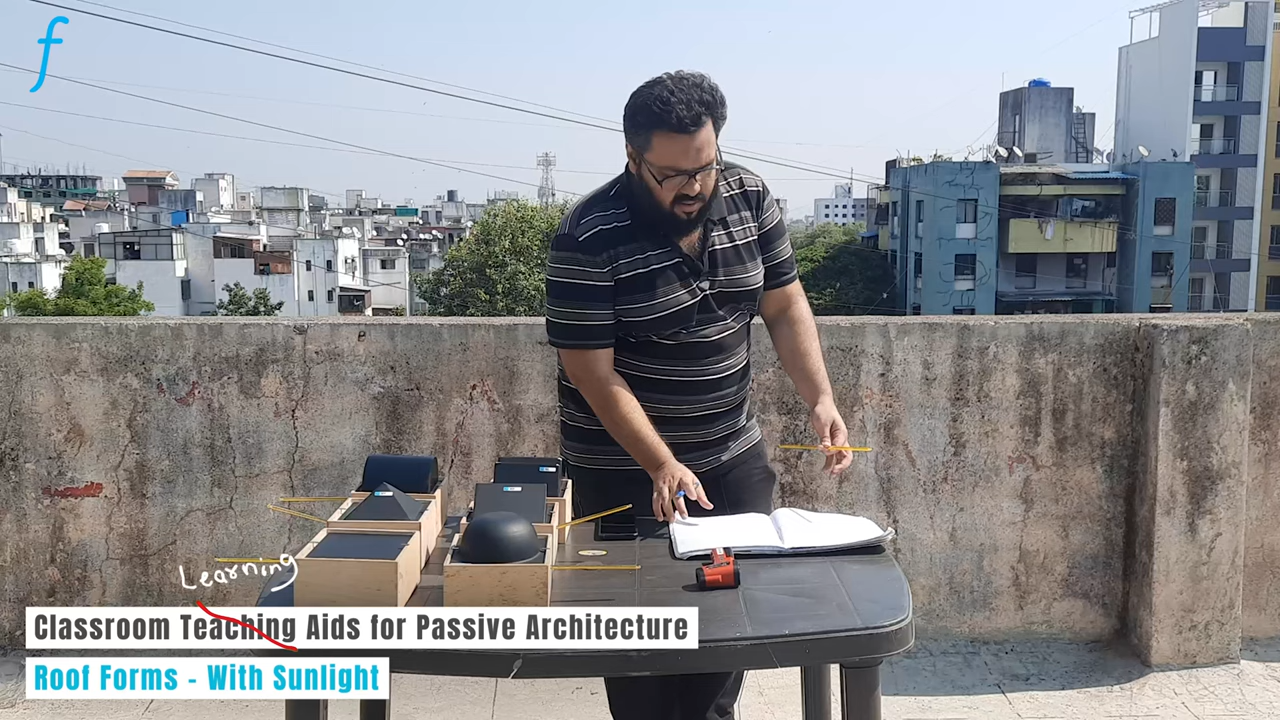 f
Learning
Classroom Teaching Aids for Passive Architecture
Roof Forms - With Sunlight